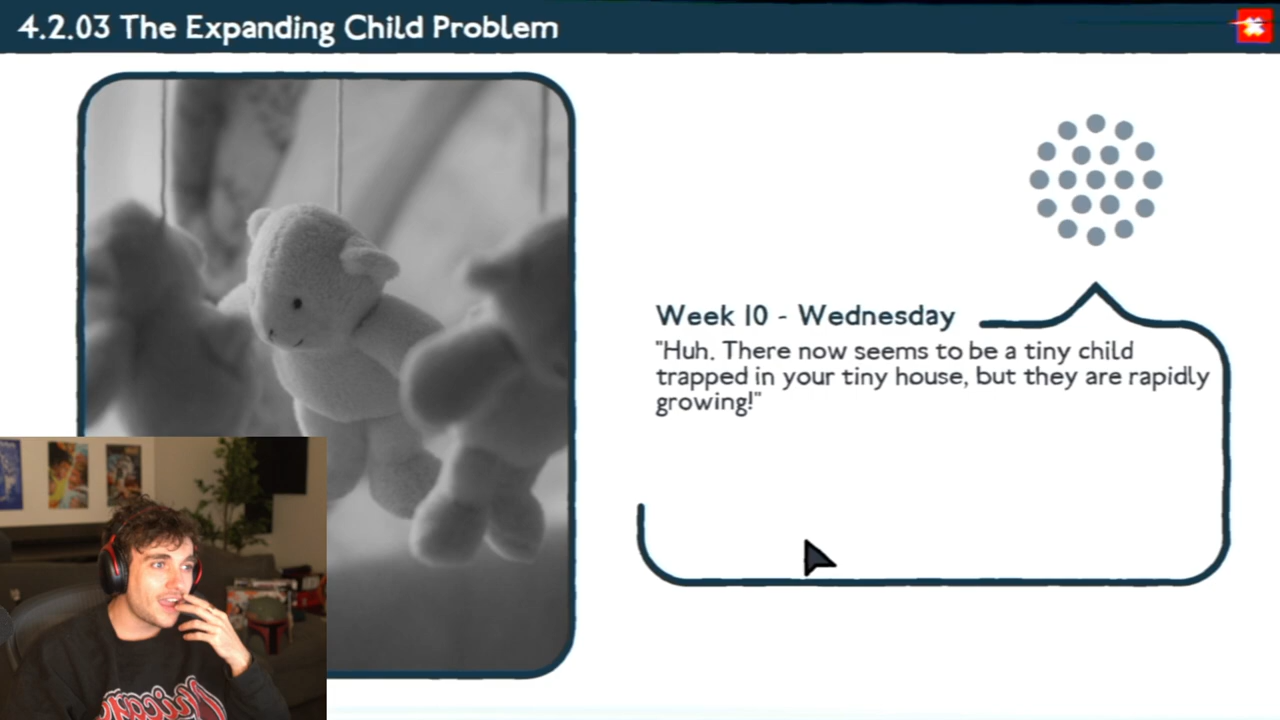 4.2.03 The Expanding Child Problem
Week 10 - Wednesday
"Huh. There now seems to be a tiny child
trapped in your tiny house, but they are rapidly
growing!"